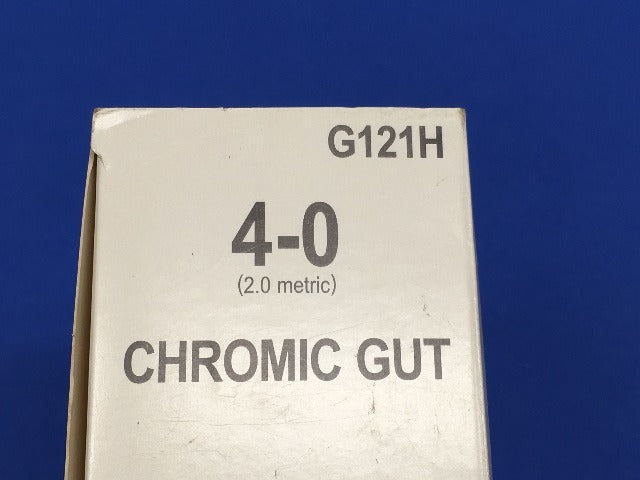 G121H
4-0
(2.0 metric)
CHROMIC GUT